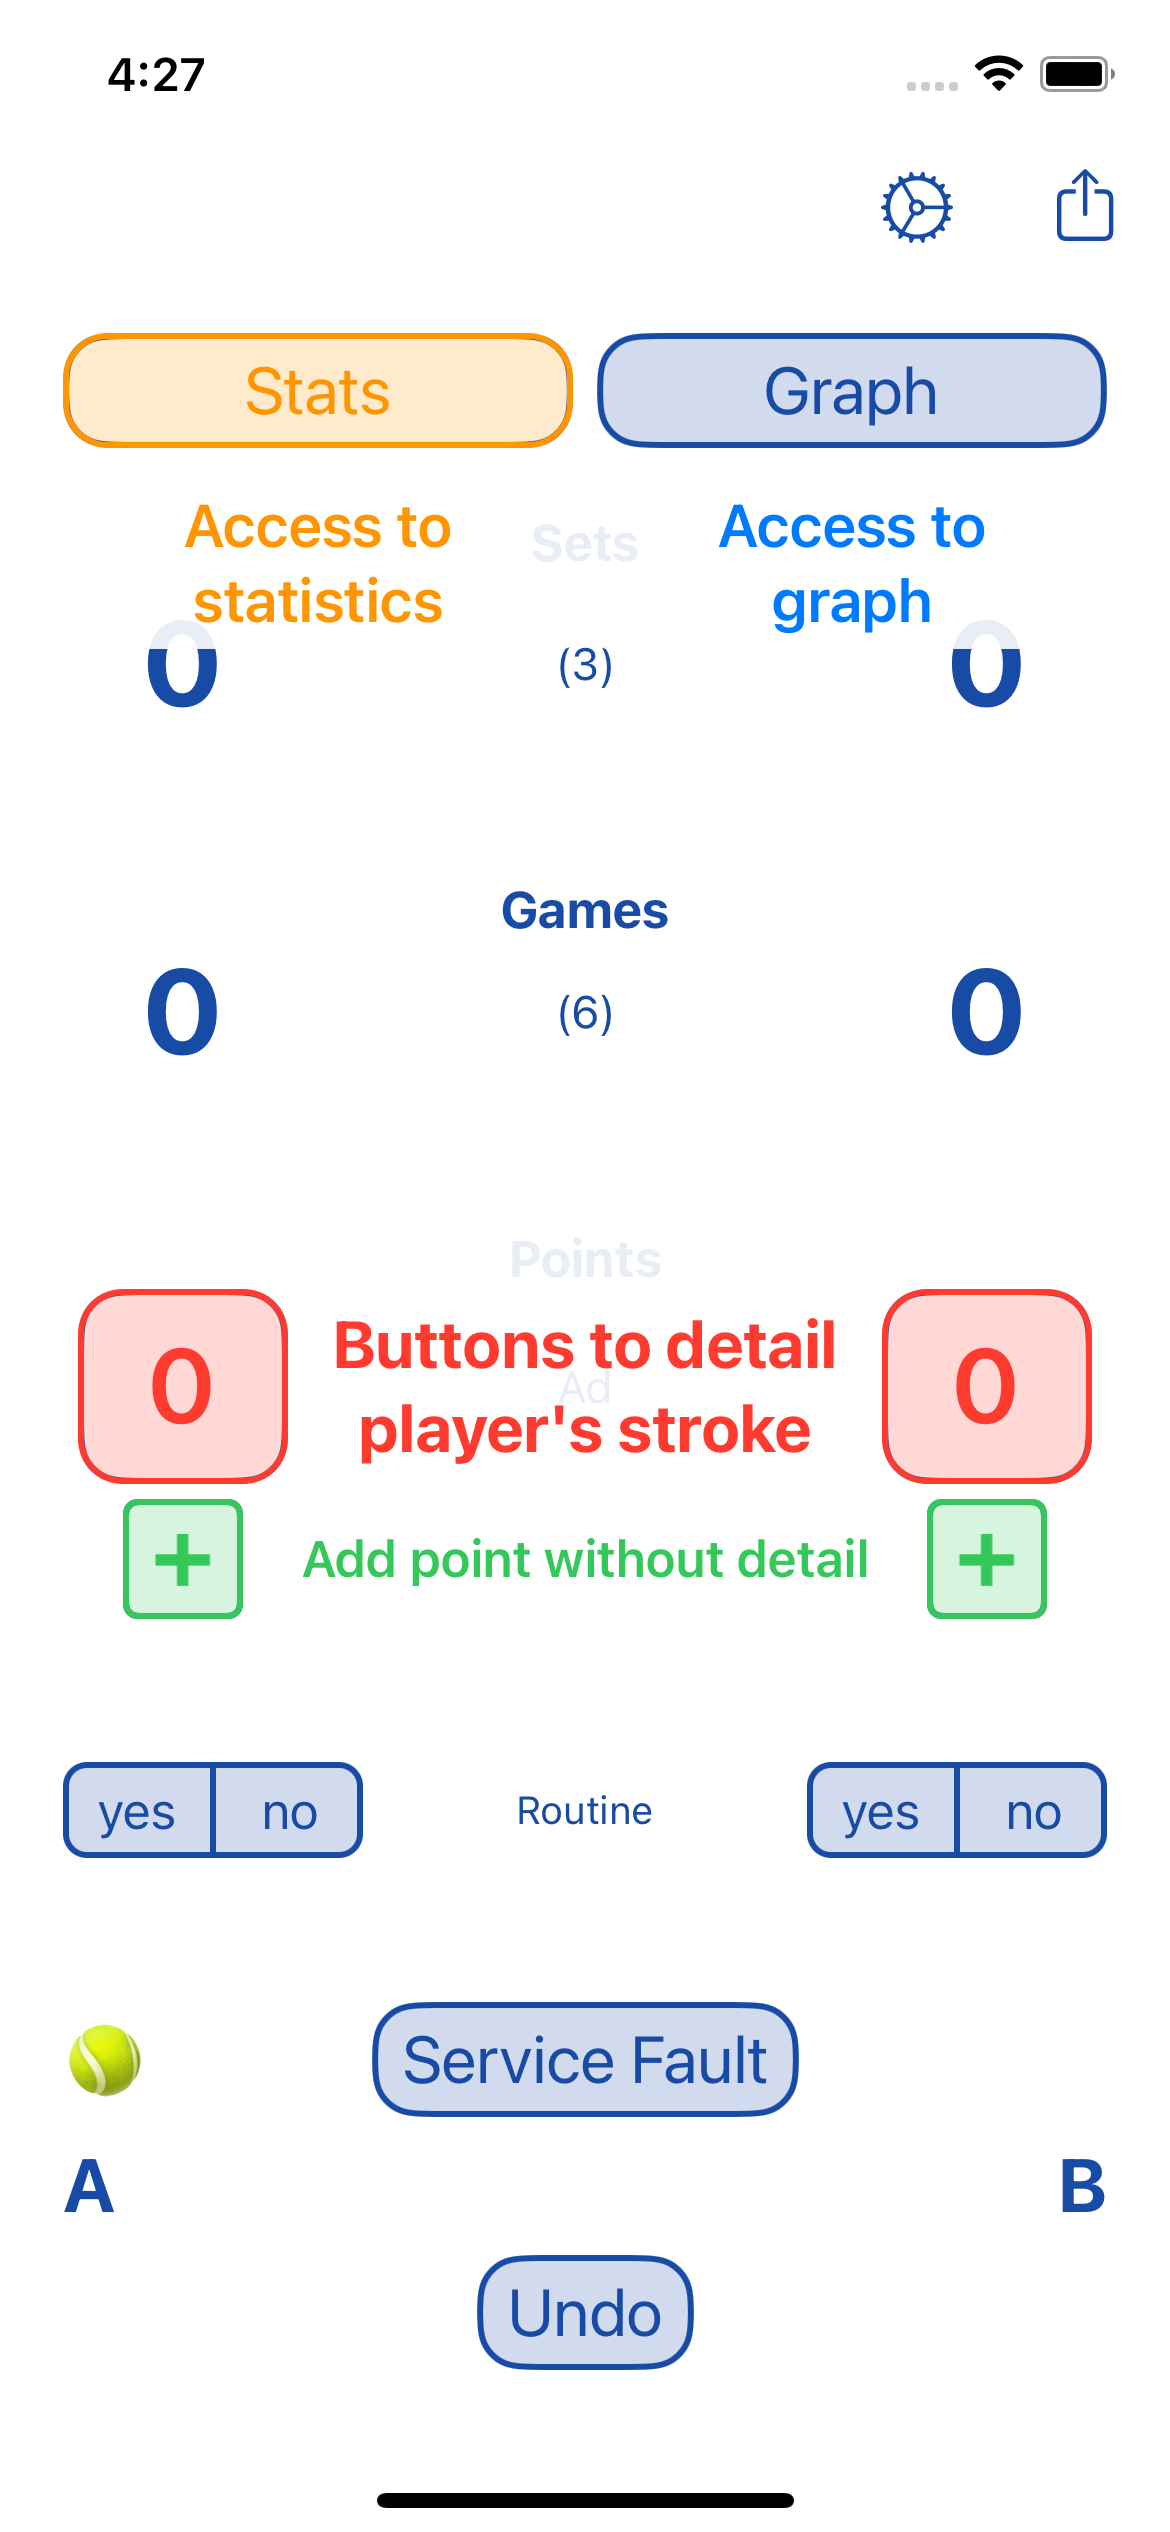 4:27
Stats Graph
Access to statistics
Access to graph
Sets
0 (3) 0
Games
0 (6) 0
Points
0 Buttons to detail 0
Ad
player's stroke
+ Add point without detail +
yes no Routine yes no
Service Fault
A B
Undo